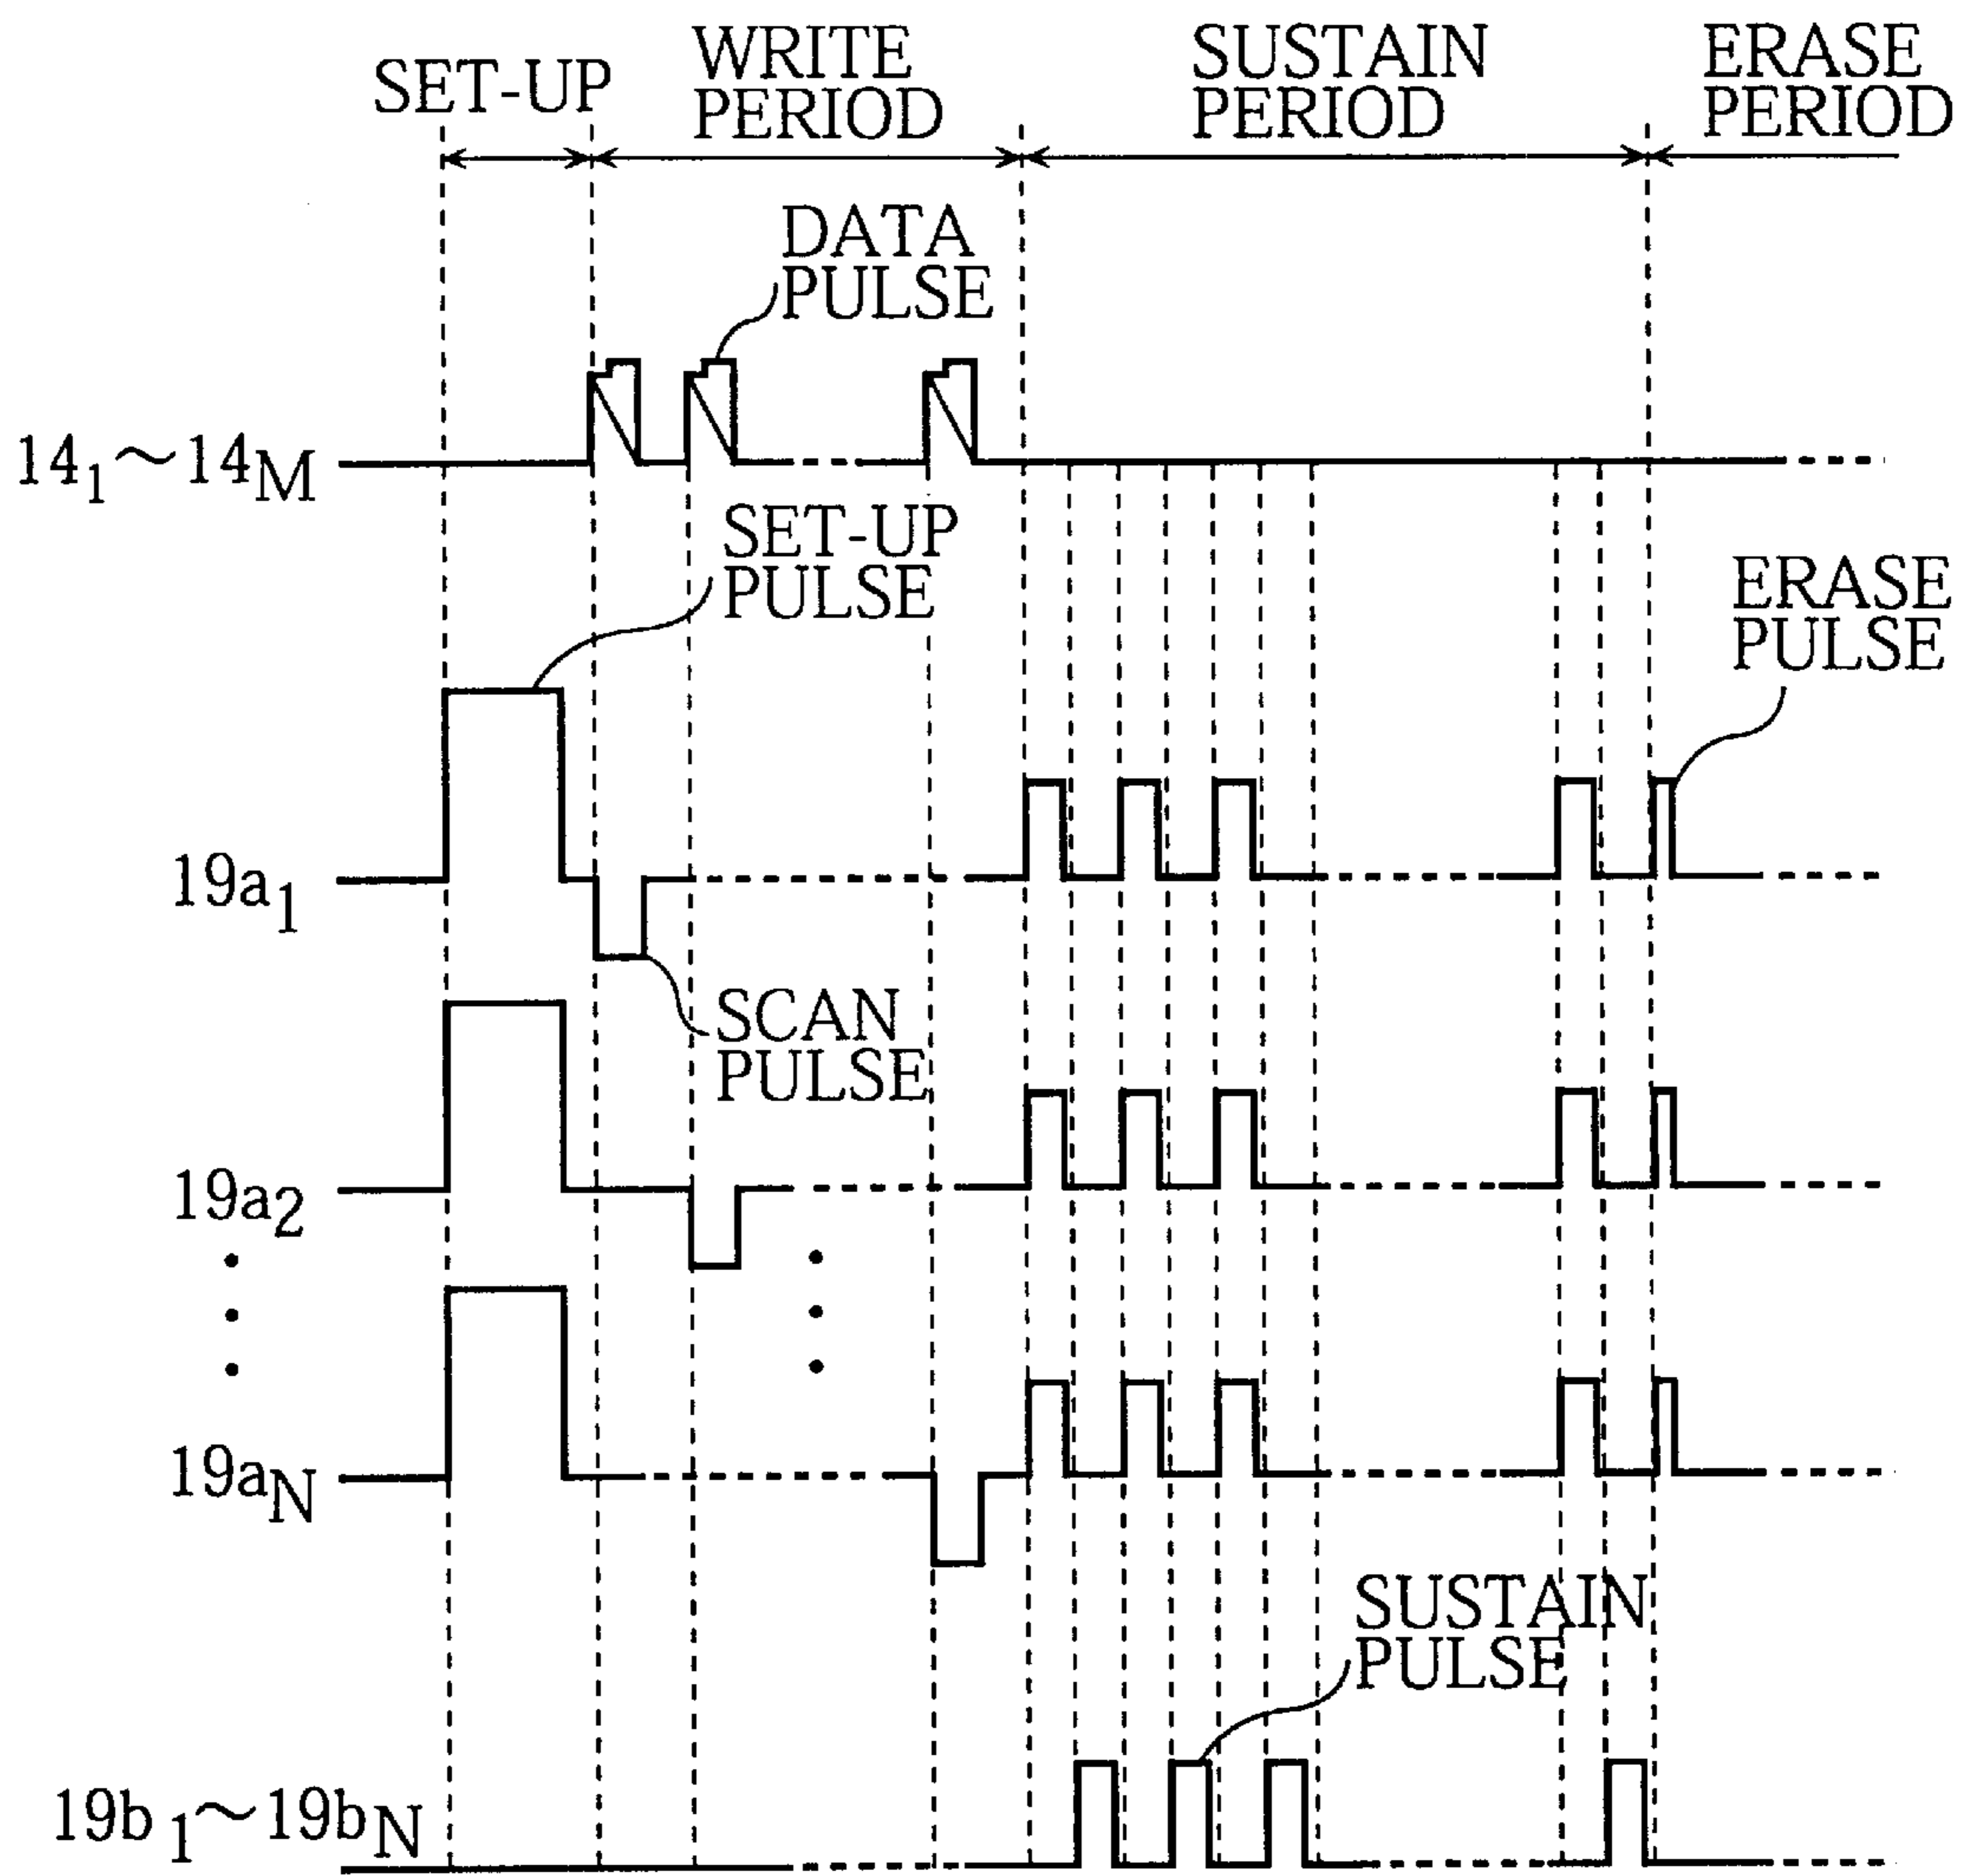 SET-UP
WRITE
PERIOD
SUSTAIN
PERIOD
ERASE
PERIOD
DATA
PULSE
14₁~14M
SET-UP
PULSE
ERASE
PULSE
19a₁
SCAN
PULSE
19a₂
19aN
SUSTAIN
PULSE
19b₁~19bN